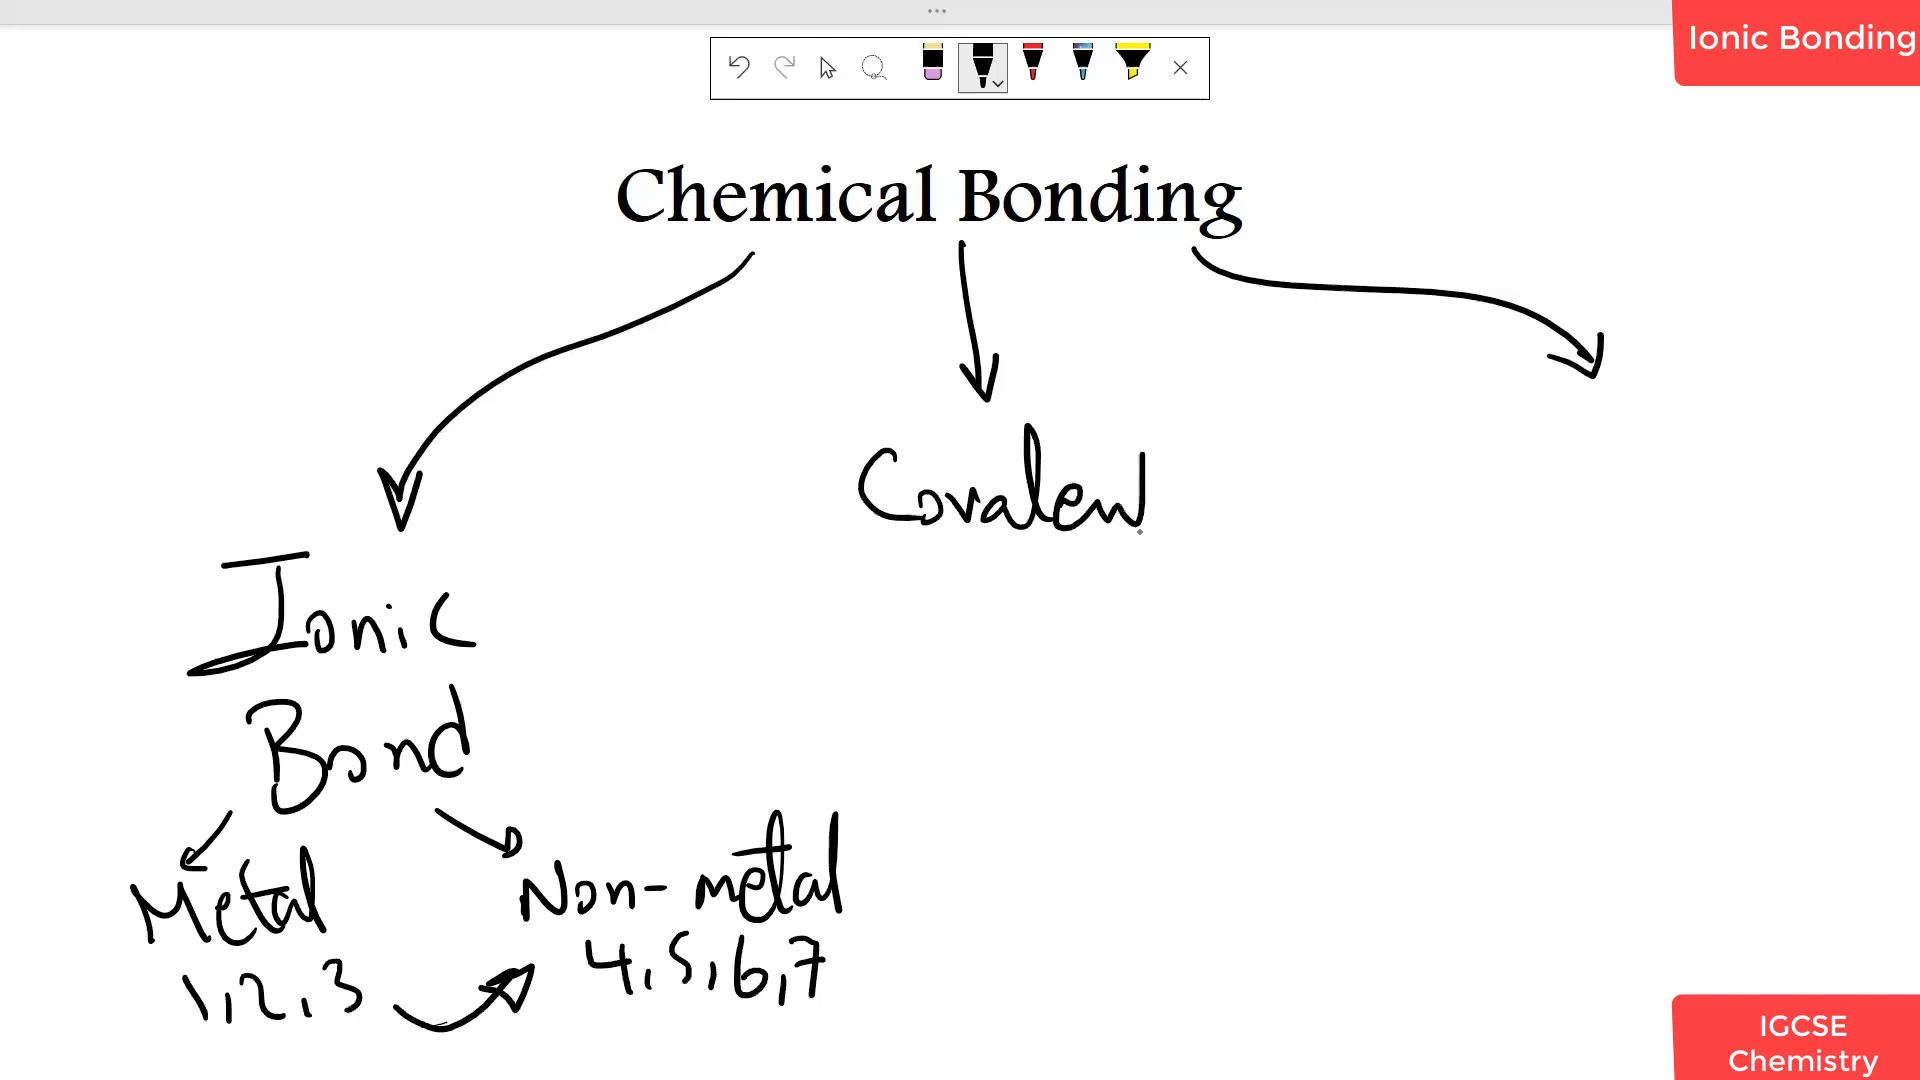 Ionic Bonding
Chemical Bonding
Covalent
Ionic
Bond
Metal
Non-metal
1,2,3
4,5,6,7
IGCSE
Chemistry